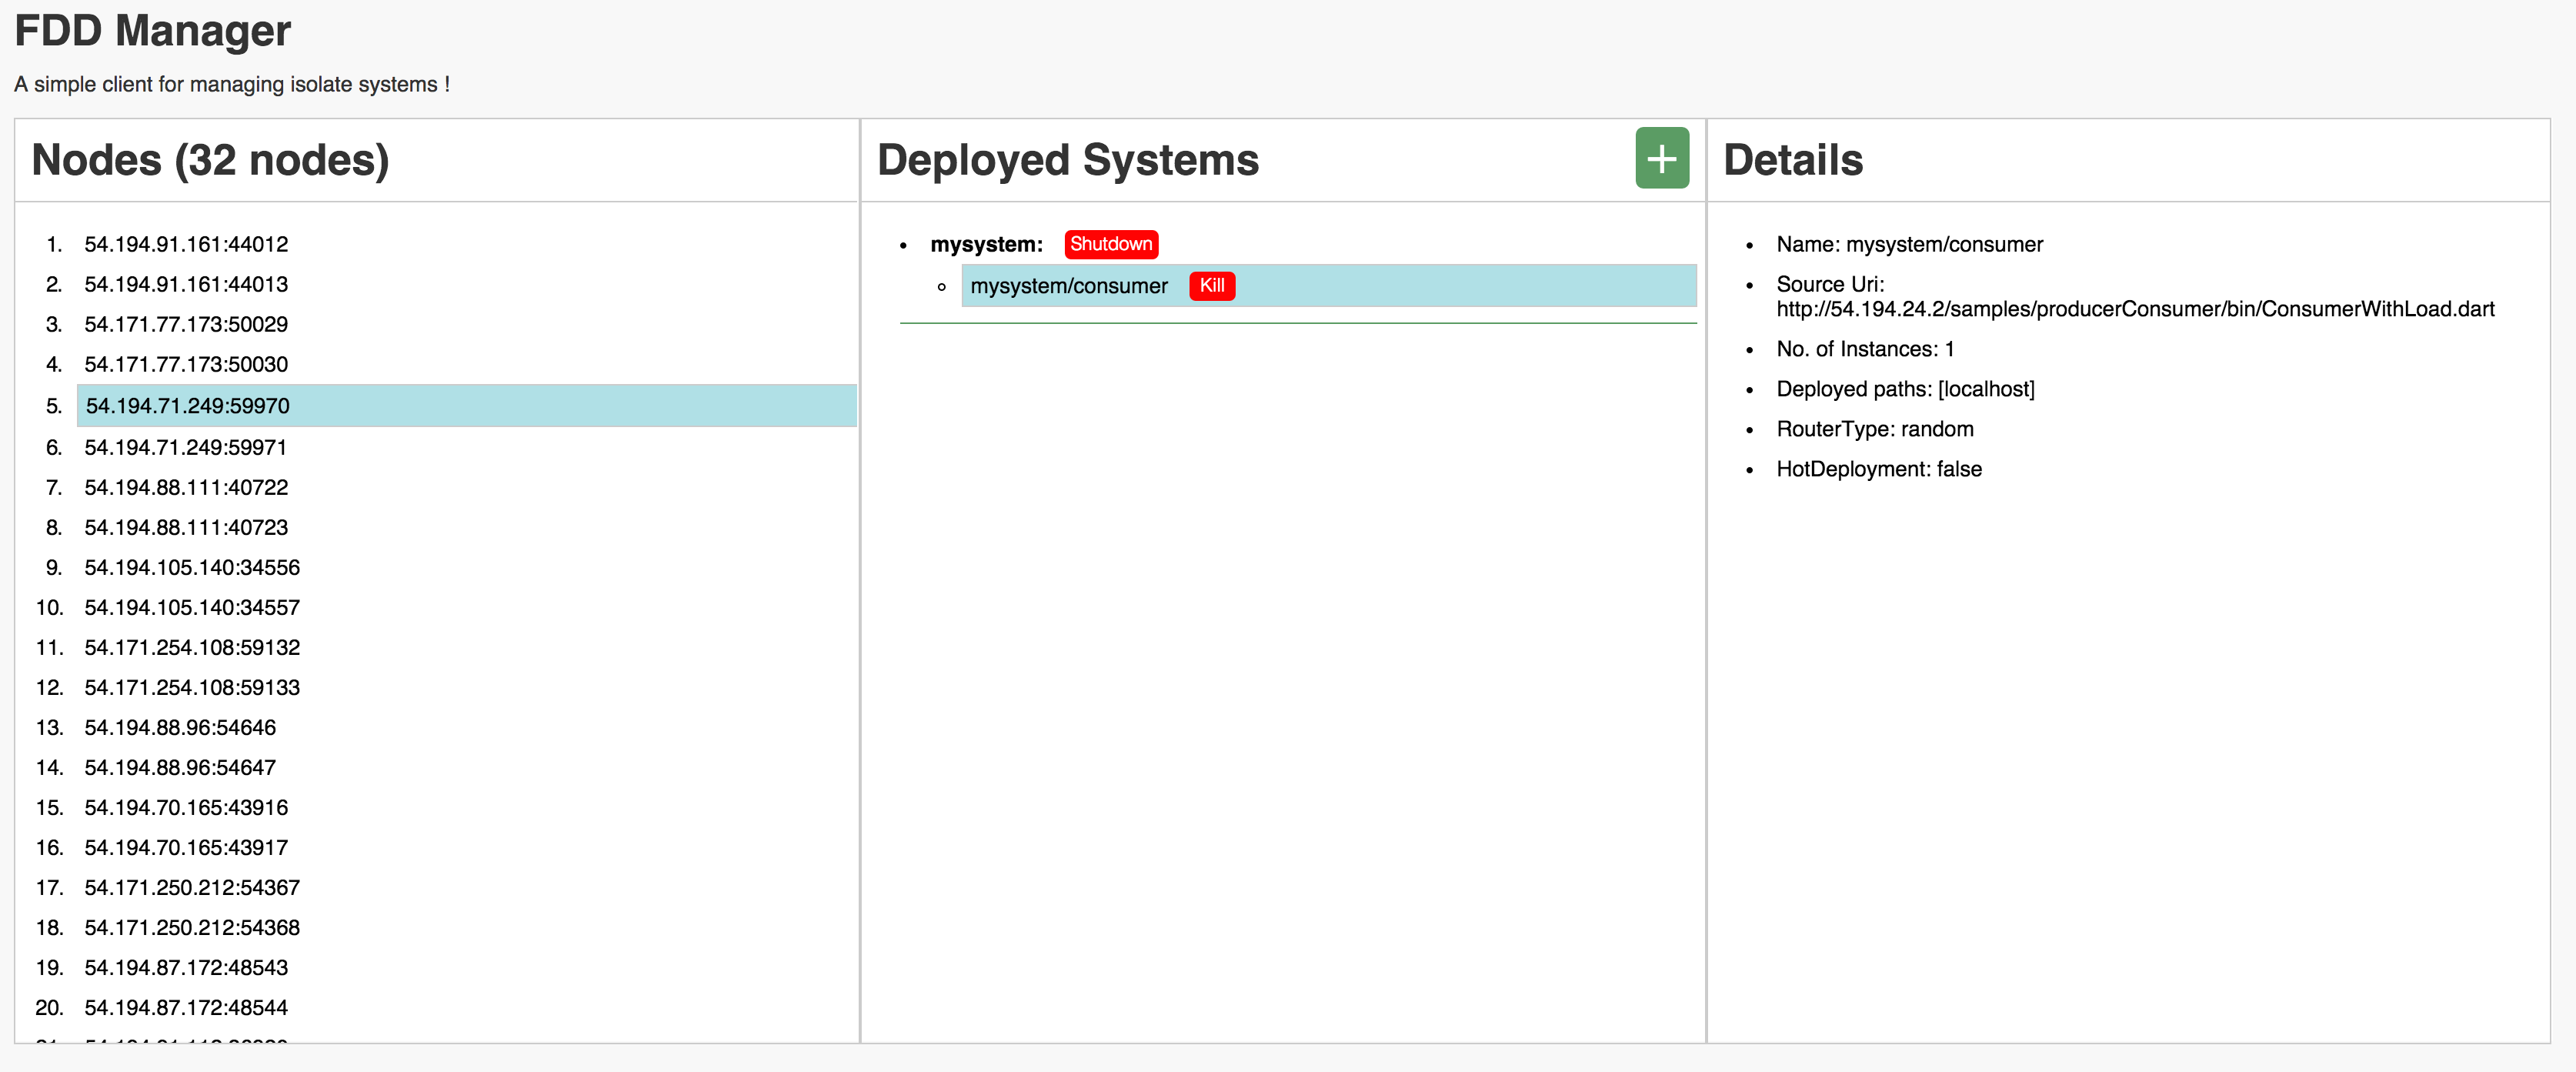 FDD Manager
A simple client for managing isolate systems !
Nodes (32 nodes)
1. 54.194.91.161:44012
2. 54.194.91.161:44013
3. 54.171.77.173:50029
4. 54.171.77.173:50030
5. 54.194.71.249:59970
6. 54.194.71.249:59971
7. 54.194.88.111:40722
8. 54.194.88.111:40723
9. 54.194.105.140:34556
10. 54.194.105.140:34557
11. 54.171.254.108:59132
12. 54.171.254.108:59133
13. 54.194.88.96:54646
14. 54.194.88.96:54647
15. 54.194.70.165:43916
16. 54.194.70.165:43917
17. 54.171.250.212:54367
18. 54.171.250.212:54368
19. 54.194.87.172:48543
20. 54.194.87.172:48544
Deployed Systems
+
mysystem: Shutdown
mysystem/consumer Kill
Details
Name: mysystem/consumer
Source Uri:
http://54.194.24.2/samples/producerConsumer/bin/ConsumerWithLoad.dart
No. of Instances: 1
Deployed paths: [localhost]
RouterType: random
HotDeployment: false